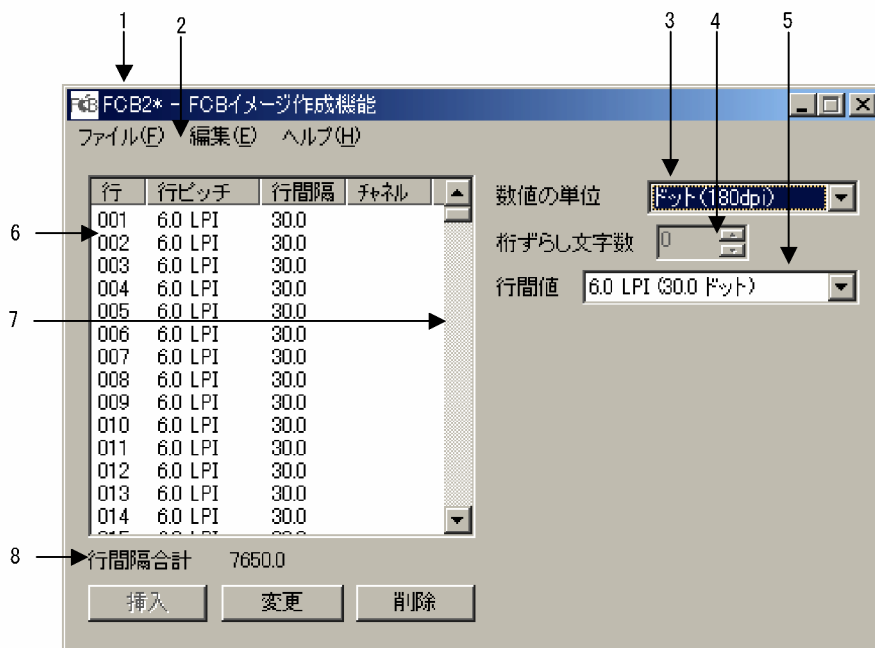 1 2 3 4 5
FCB FCB2* - FCBイメージ作成機能
ファイル(F) 編集(E) ヘルプ(H)
行 行ピッチ 行間隔 チャネル
001 6.0 LPI 30.0
002 6.0 LPI 30.0
003 6.0 LPI 30.0
004 6.0 LPI 30.0
005 6.0 LPI 30.0
006 6.0 LPI 30.0
007 6.0 LPI 30.0
008 6.0 LPI 30.0
009 6.0 LPI 30.0
010 6.0 LPI 30.0
011 6.0 LPI 30.0
012 6.0 LPI 30.0
013 6.0 LPI 30.0
014 6.0 LPI 30.0
数値の単位 ドット(180dpi)
桁ずらし文字数 0
行間値 6.0 LPI (30.0 ドット)
6
7
8
行間隔合計 7650.0
挿入 変更 削除